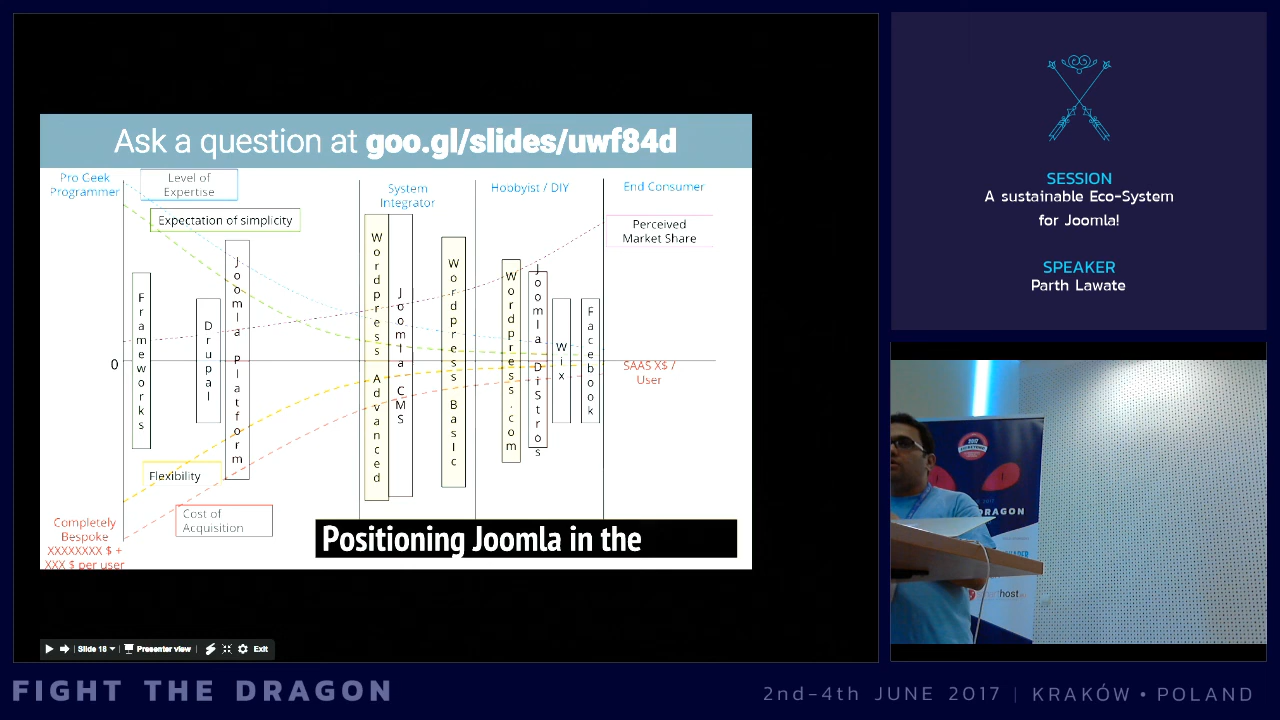 Ask a question at goo.gl/slides/uwf84d
Pro Geek
Programmer
Level of
Expertise
Expectation of simplicity
System
Integrator
Hobbyist / DIY
End Consumer
Perceived
Market Share
Frameworks
Drupal
Joomla Platform
Wordpress Advanced
Joomla CMS
Wordpress Basic
Wordpress.com
Joomla Distros
Wix
Facebook
0
SAAS X$ /
User
Flexibility
Cost of
Acquisition
Completely
Bespoke
XXXXXXXX $ +
XXX $ per user
Positioning Joomla in the
Slide 18
Presenter view
Exit
SESSION
A sustainable Eco-System
for Joomla!
SPEAKER
Parth Lawate
DRAGON
host
FIGHT THE DRAGON
2nd-4th JUNE 2017 | KRAKÓW • POLAND